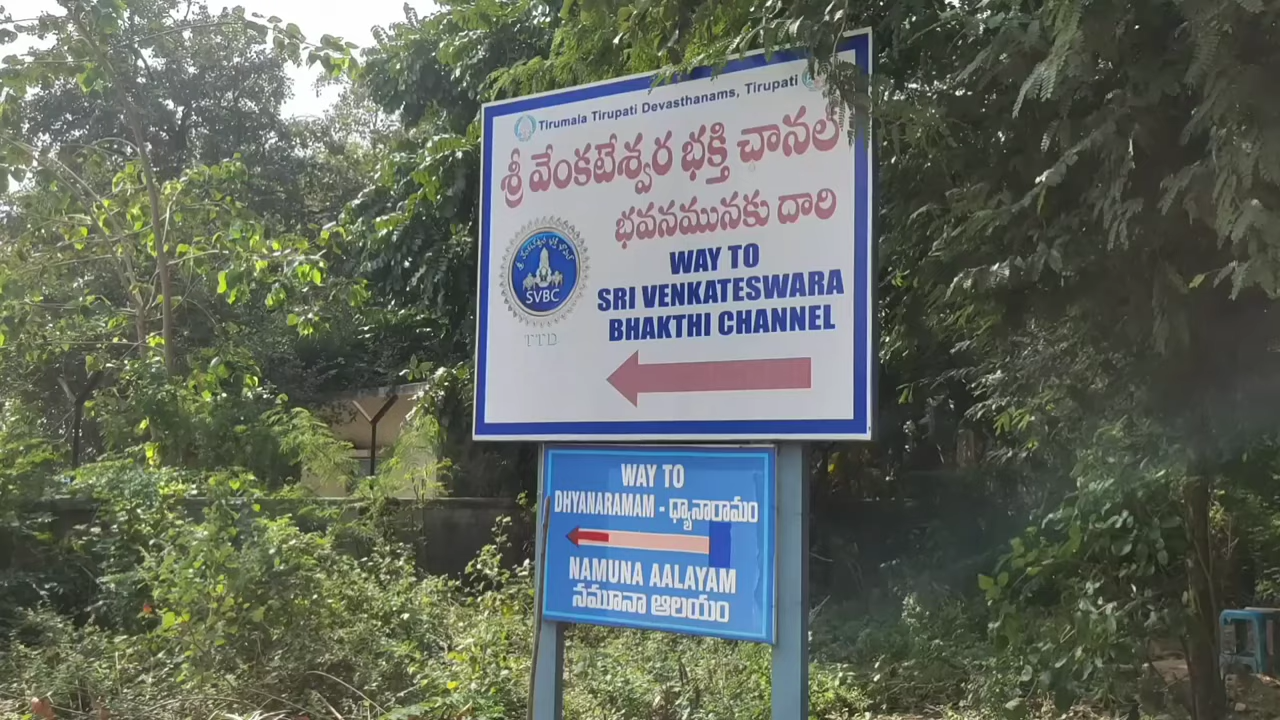 Tirumala Tirupati Devasthanams, Tirupati
శ్రీ వేంకటేశ్వర భక్తి ఛానల్
భవనమునకు దారి
WAY TO
SRI VENKATESWARA
BHAKTHI CHANNEL
SVBC
TTD
WAY TO
DHYANARAMAM - ధ్యానారామం
NAMUNA AALAYAM
నమూనా ఆలయం